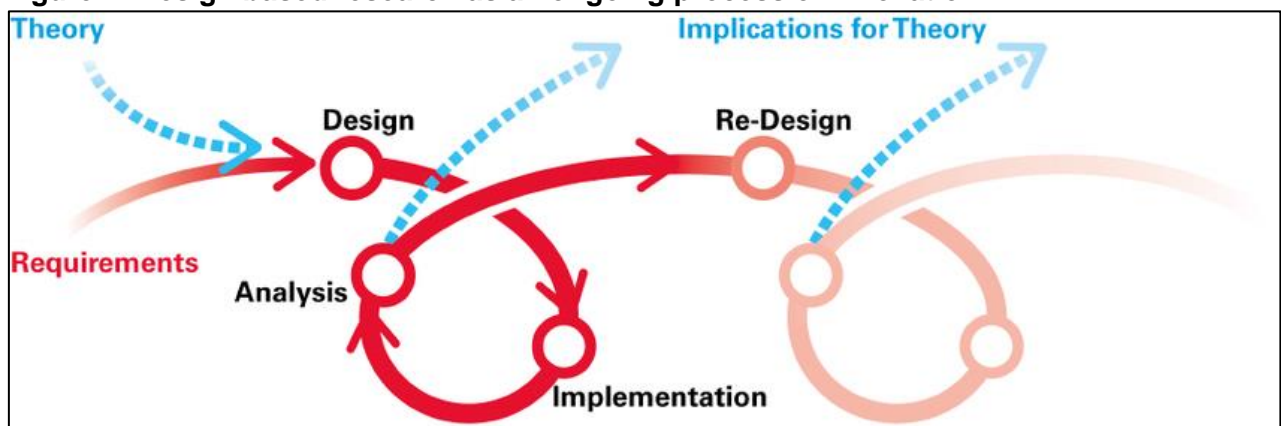 Theory
Implications for Theory
Design
Re-Design
Requirements
Analysis
Implementation